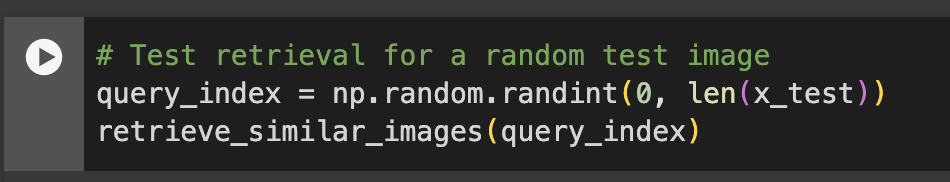 # Test retrieval for a random test image
query_index = np.random.randint(0, len(x_test))
retrieve_similar_images(query_index)